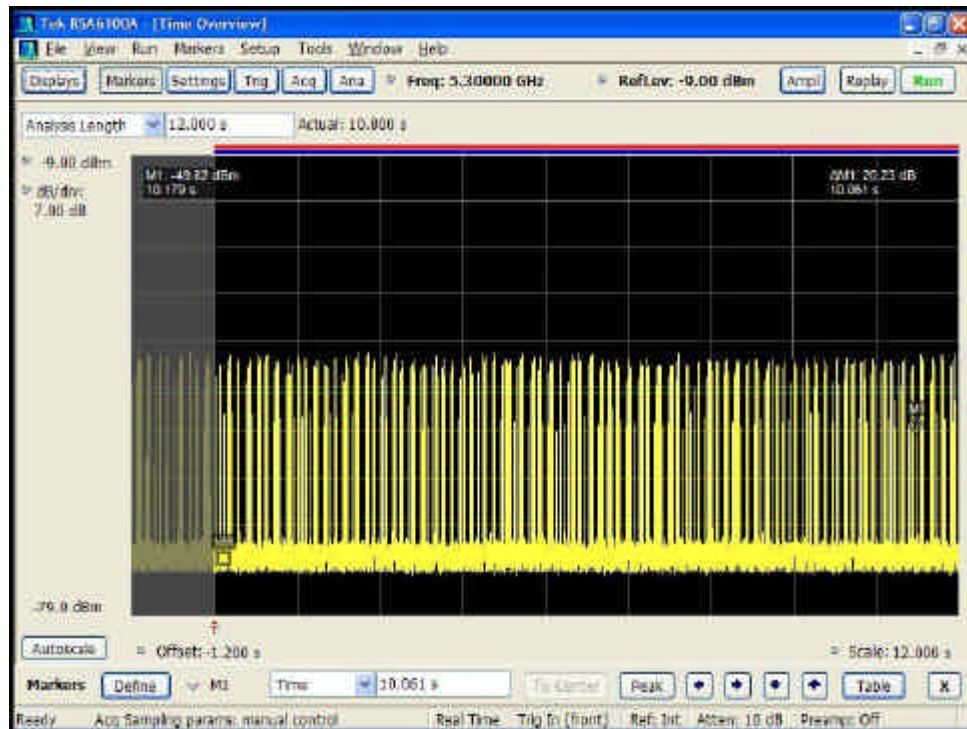 Tek RSA6100A - [Time Overview]
File View Run Markers Setup Tools Window Help
Displays Markers Settings Trig Acq Ana Freq: 5.30000 GHz RefLev: -9.00 dBm Ampl Replay Run
Analysis Length 12.000 s Actual: 10.800 s
-9.00 dBm
dB/div:
7.00 dB
M1: -49.82 dBm
10.179 s
ΔM1: 20.23 dB
10.061 s
M1
-79.0 dBm
Autoscale Offset: -1.200 s Scale: 12.000 s
Markers Define M1 Time 10.061 s To Center Peak Table X
Ready Acq Sampling params: manual control Real Time Trig In (front) Ref: Int Atten: 10 dB Preamp: Off